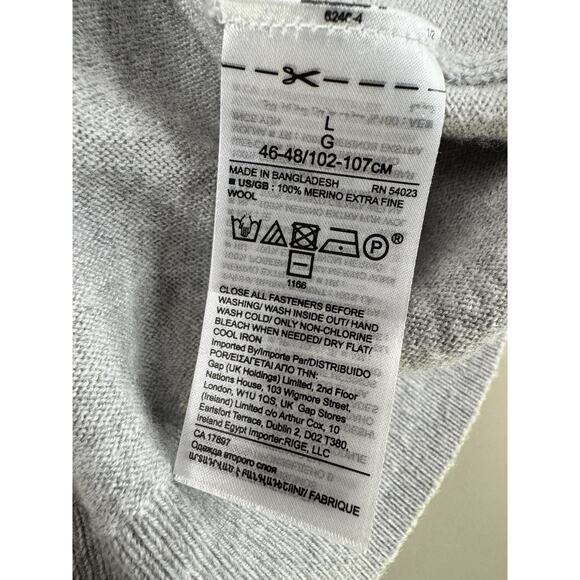 6240-4
L
G
46-48/102-107CM
MADE IN BANGLADESH RN 54023
■ US/GB : 100% MERINO EXTRA FINE
WOOL
P ®
1166
CLOSE ALL FASTENERS BEFORE
WASHING/ WASH INSIDE OUT/ HAND
WASH COLD/ ONLY NON-CHLORINE
BLEACH WHEN NEEDED/ DRY FLAT/
COOL IRON
Imported By/Importe Par/DISTRIBUIDO
POR/ΕΙΣΑΓΕΤΑΙ ΑΠΟ ΤΗΝ:
Gap (UK Holdings) Limited, 2nd Floor
Nations House, 103 Wigmore Street,
London, W1U 1QS, UK Gap Stores
(Ireland) Limited c/o Arthur Cox, 10
Earlsfort Terrace, Dublin 2, D02 T380,
Ireland Egypt Importer:RIGE, LLC
CA 17897
Одежда второго слоя
/ FABRIQUE